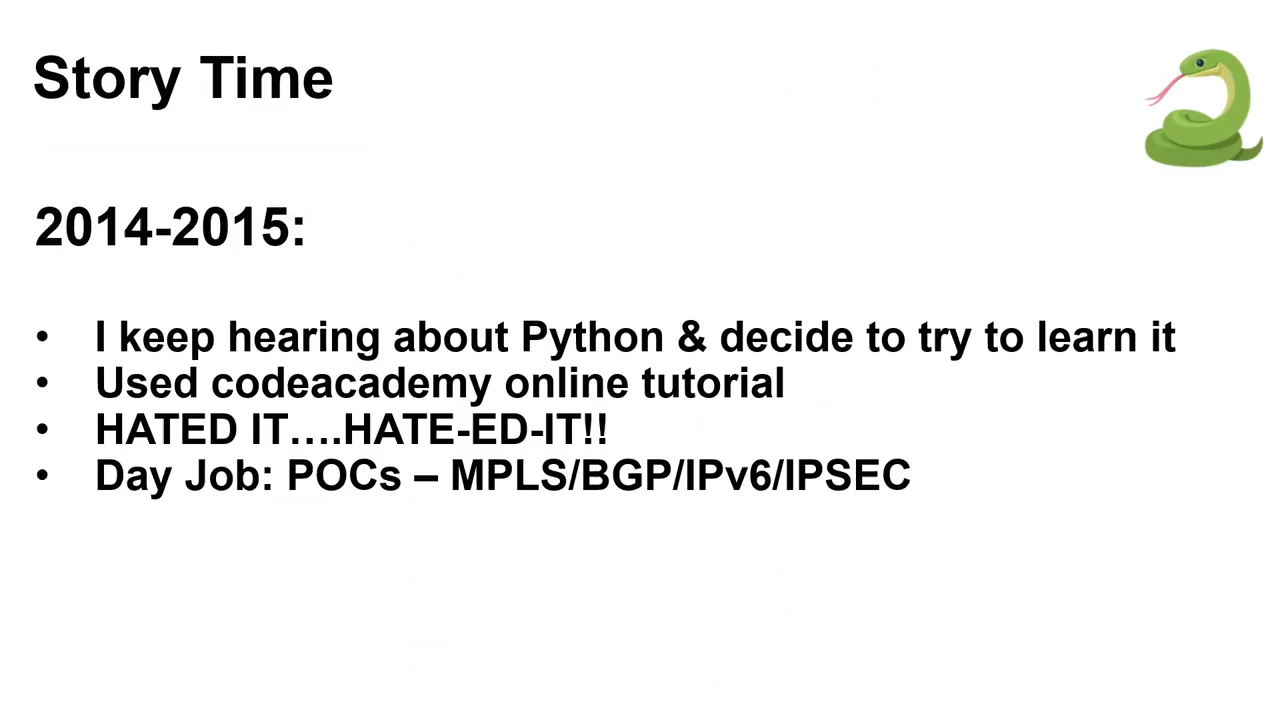 Story Time
2014-2015:
• I keep hearing about Python & decide to try to learn it
• Used codeacademy online tutorial
• HATED IT….HATE-ED-IT!!
• Day Job: POCs – MPLS/BGP/IPv6/IPSEC